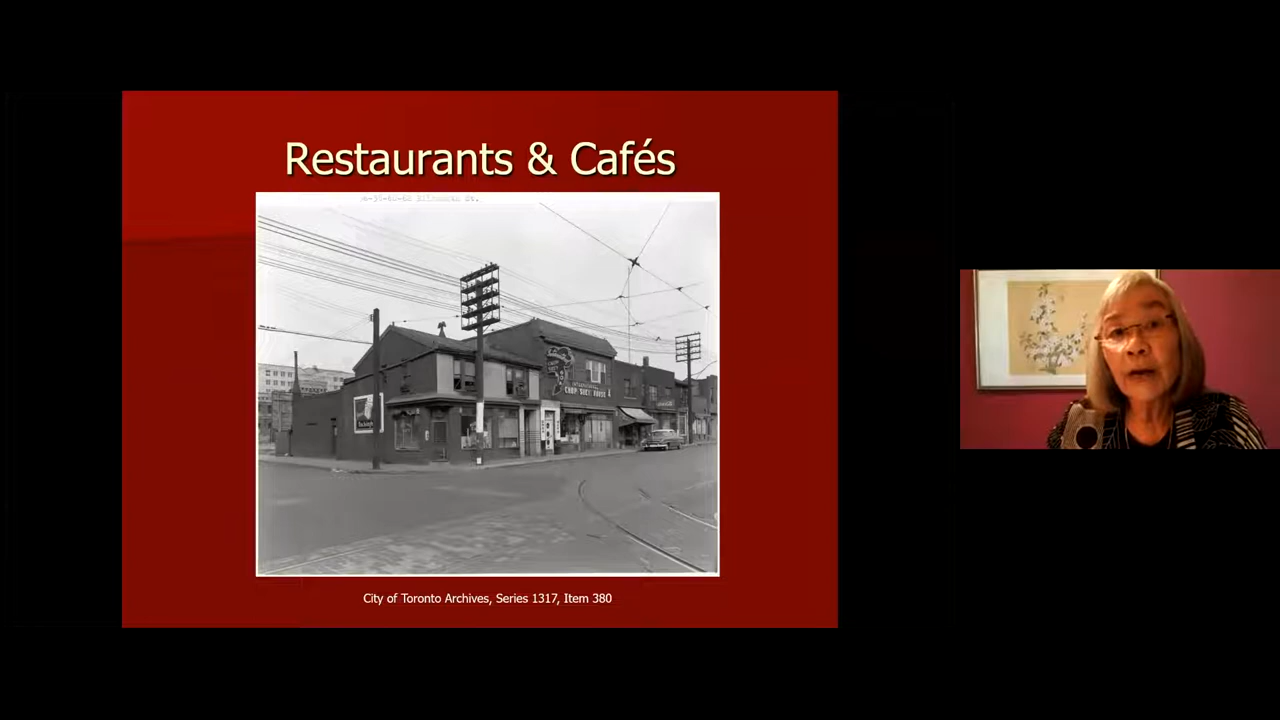 Restaurants & Cafés
CHOP SUEY HOUSE
City of Toronto Archives, Series 1317, Item 380